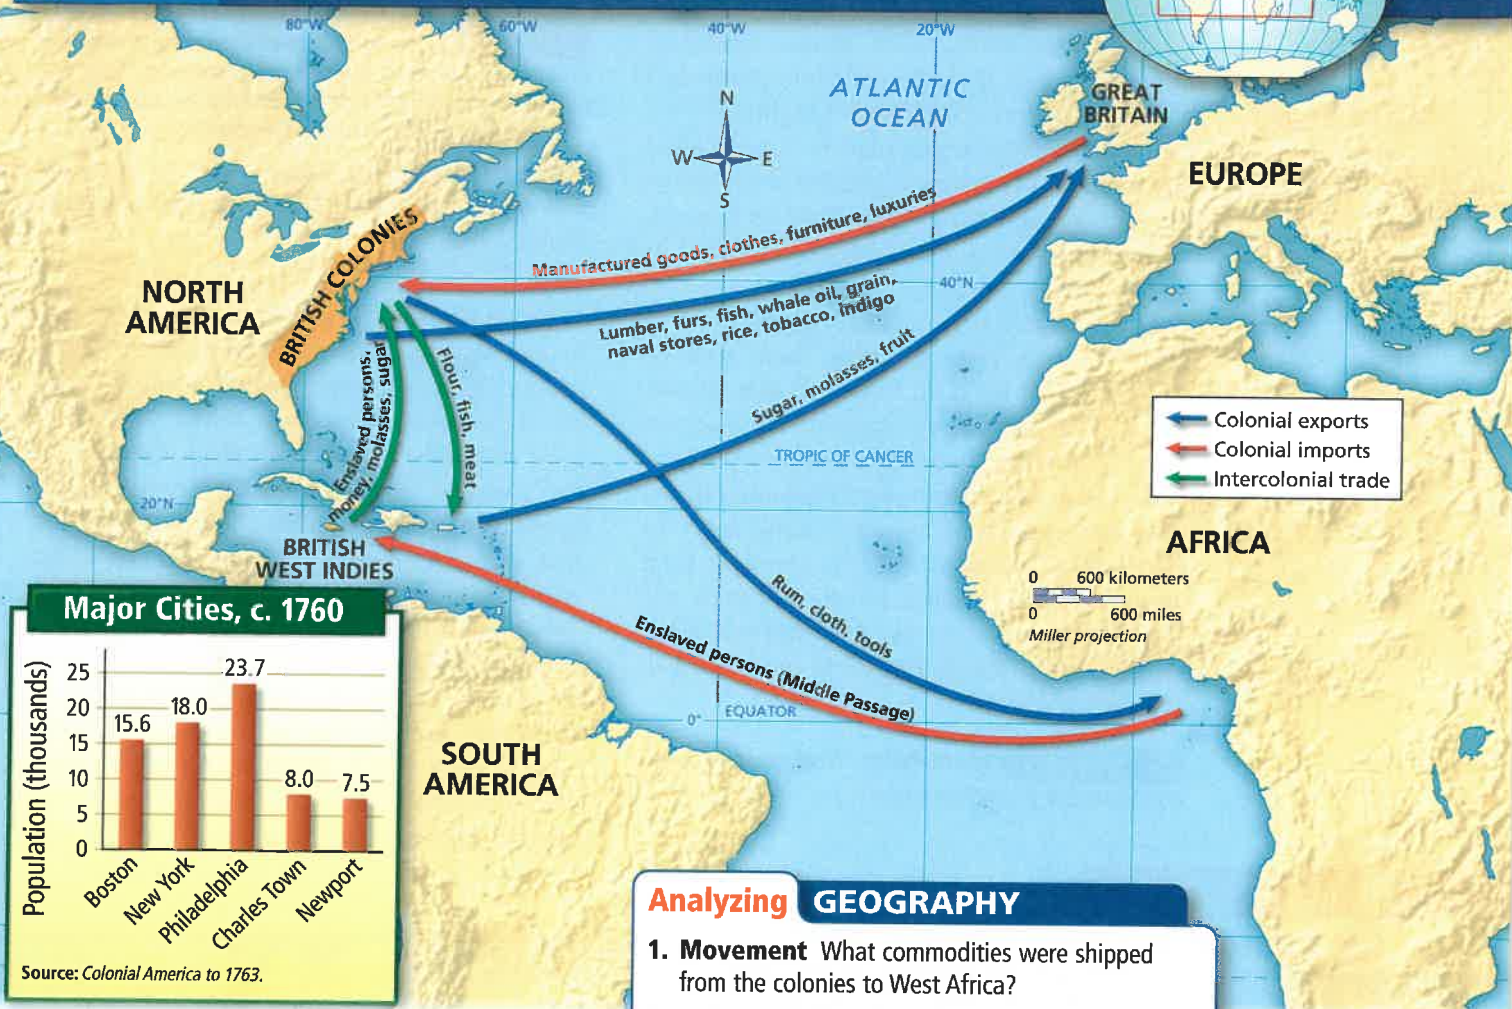 80°W
60°W
40°W
20°W
ATLANTIC
OCEAN
GREAT
BRITAIN
N
W
E
S
EUROPE
Manufactured goods, clothes, furniture, luxuries
BRITISH COLONIES
NORTH
AMERICA
40°N
Lumber, furs, fish, whale oil, grain,
naval stores, rice, tobacco, indigo
Sugar, molasses, fruit
Enslaved persons,
money, molasses, sugar
Flour, fish, meat
TROPIC OF CANCER
20°N
Colonial exports
Colonial imports
Intercolonial trade
BRITISH
WEST INDIES
AFRICA
0 600 kilometers
0 600 miles
Miller projection
Rum, cloth, tools
Enslaved persons (Middle Passage)
0°
EQUATOR
SOUTH
AMERICA
Major Cities, c. 1760
Population (thousands)
25
20
15
10
5
0
15.6
18.0
23.7
8.0
7.5
Boston
New York
Philadelphia
Charles Town
Newport
Source: Colonial America to 1763.
Analyzing GEOGRAPHY
1. Movement What commodities were shipped
from the colonies to West Africa?